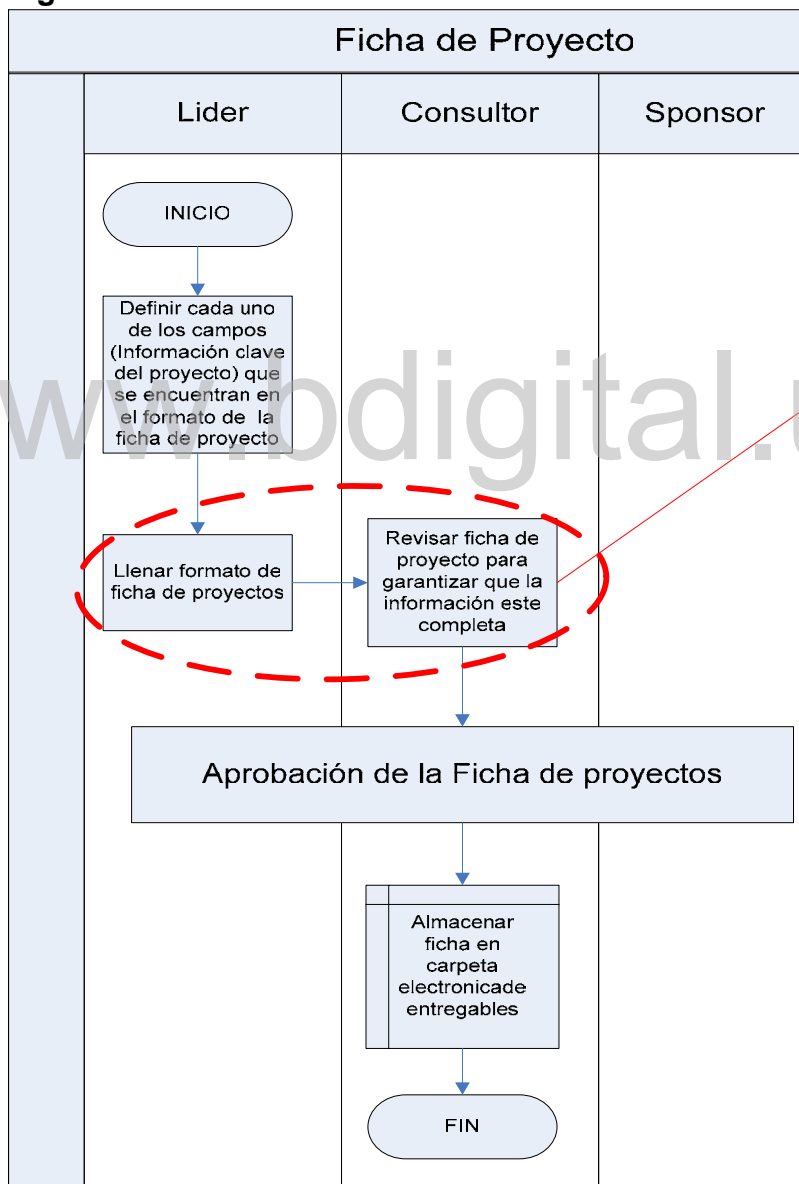 Ficha de Proyecto
Lider
Consultor
Sponsor
INICIO
Definir cada uno
de los campos
(Información clave
del proyecto) que
se encuentran en
el formato de la
ficha de proyecto
www.bdigital.u
Llenar formato de
ficha de proyectos
Revisar ficha de
proyecto para
garantizar que la
información este
completa
Aprobación de la Ficha de proyectos
Almacenar
ficha en
carpeta
electronicade
entregables
FIN